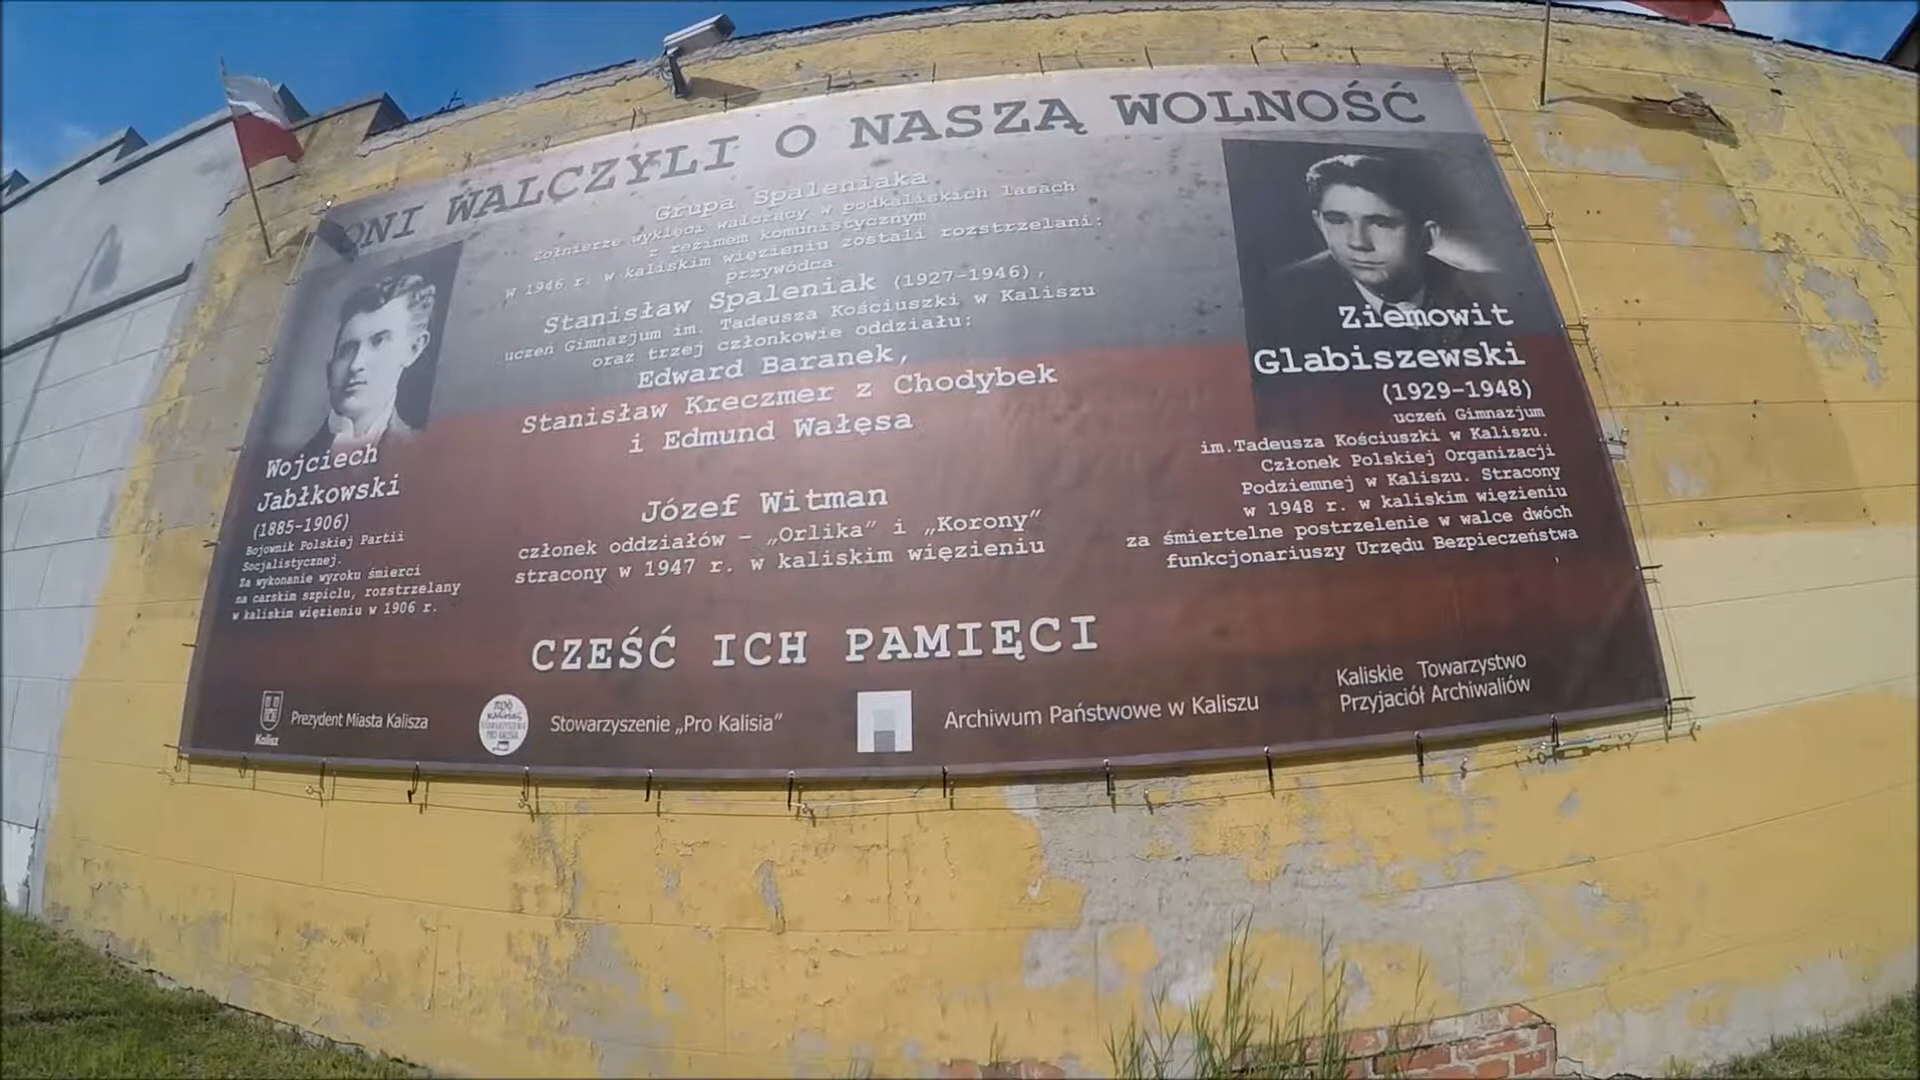 ONI WALCZYLI O NASZĄ WOLNOŚĆ
Wojciech
Jabłkowski
(1885-1906)
Bojownik Polskiej Partii
Socjalistycznej.
Za wykonanie wyroku śmierci
na carskim szpiclu, rozstrzelany
w kaliskim więzieniu w 1906 r.
Grupa Spaleniaka
Żołnierze wyklęci walczący w podkaliskich lasach
z reżimem komunistycznym
w 1946 r. w kaliskim więzieniu zostali rozstrzelani:
przywódca
Stanisław Spaleniak (1927-1946),
uczeń Gimnazjum im. Tadeusza Kościuszki w Kaliszu
oraz trzej członkowie oddziału:
Edward Baranek,
Stanisław Kreczmer z Chodybek
i Edmund Wałęsa
Józef Witman
członek oddziałów – „Orlika” i „Korony”
stracony w 1947 r. w kaliskim więzieniu
Ziemowit
Glabiszewski
(1929-1948)
uczeń Gimnazjum
im.Tadeusza Kościuszki w Kaliszu.
Członek Polskiej Organizacji
Podziemnej w Kaliszu. Stracony
w 1948 r. w kaliskim więzieniu
za śmiertelne postrzelenie w walce dwóch
funkcjonariuszy Urzędu Bezpieczeństwa
CZEŚĆ ICH PAMIĘCI
Kalisz
Prezydent Miasta Kalisza
Stowarzyszenie „Pro Kalisia”
Archiwum Państwowe w Kaliszu
Kaliskie Towarzystwo
Przyjaciół Archiwaliów